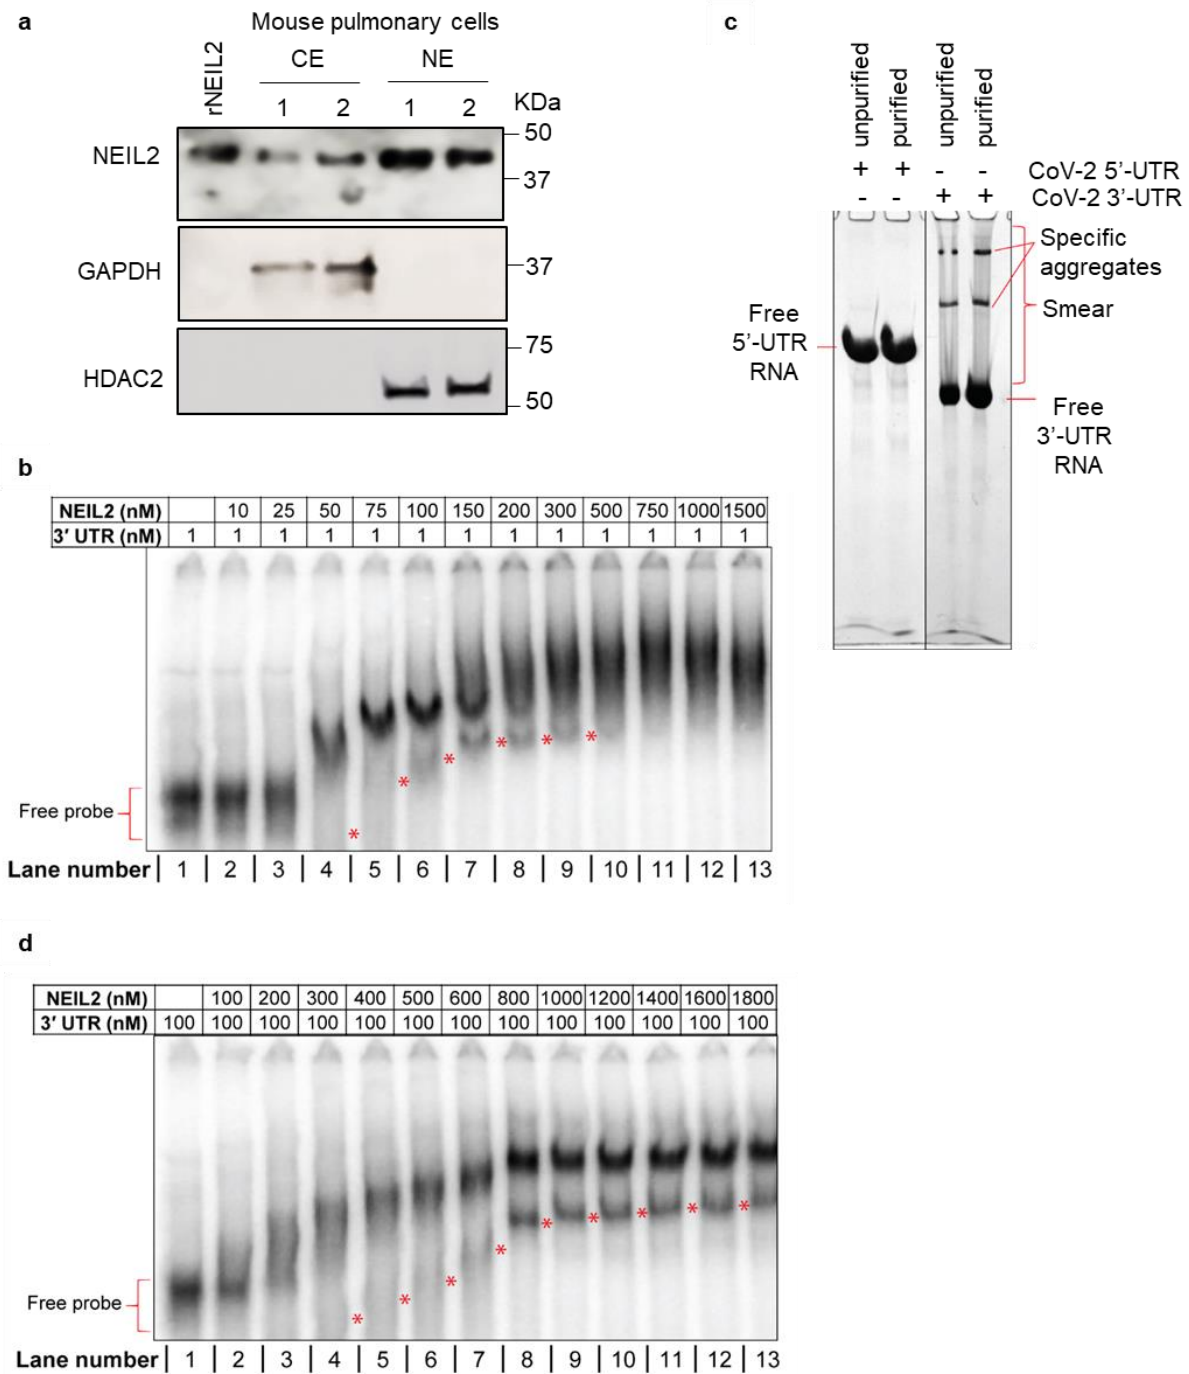 a
Mouse pulmonary cells
rNEIL2
CE NE
1 2 1 2 KDa
NEIL2
50
37
GAPDH
37
HDAC2
75
50
c
unpurified purified unpurified purified
+ + - - CoV-2 5'-UTR
- - + + CoV-2 3'-UTR
Specific
aggregates
Smear
Free
5'-UTR
RNA
Free
3'-UTR
RNA
b
NEIL2 (nM) 10 25 50 75 100 150 200 300 500 750 1000 1500
3' UTR (nM) 1 1 1 1 1 1 1 1 1 1 1 1 1
* * * * * *
Free probe
Lane number | 1 | 2 | 3 | 4 | 5 | 6 | 7 | 8 | 9 | 10 | 11 | 12 | 13
d
NEIL2 (nM) 100 200 300 400 500 600 800 1000 1200 1400 1600 1800
3' UTR (nM) 100 100 100 100 100 100 100 100 100 100 100 100 100
* * * * * * * * *
Free probe
Lane number | 1 | 2 | 3 | 4 | 5 | 6 | 7 | 8 | 9 | 10 | 11 | 12 | 13